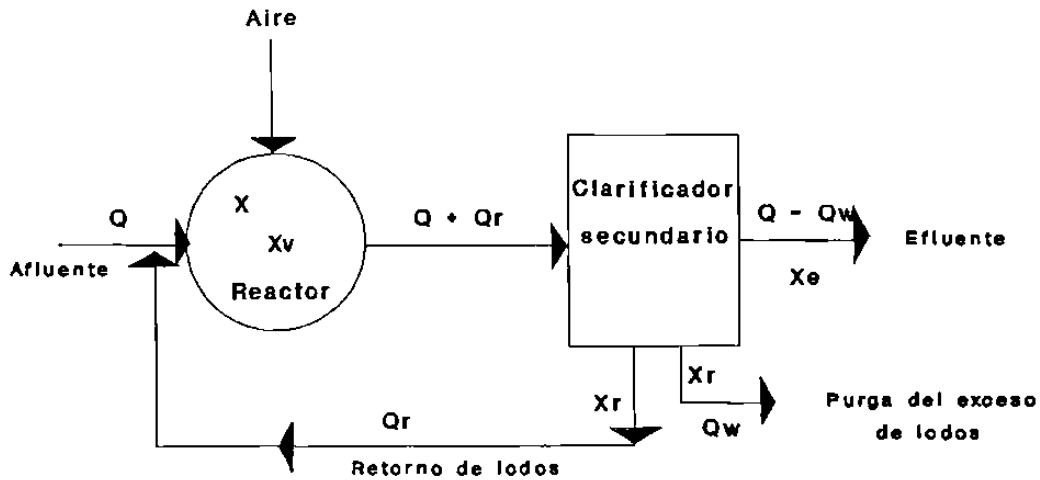 Aire
X
Xv
Reactor
Q
Afluente
Q + Qr
Clarificador
secundario
Q - Qw
Xe
Efluente
Xr
Xr
Qw
Purga del exceso
de lodos
Qr
Retorno de lodos